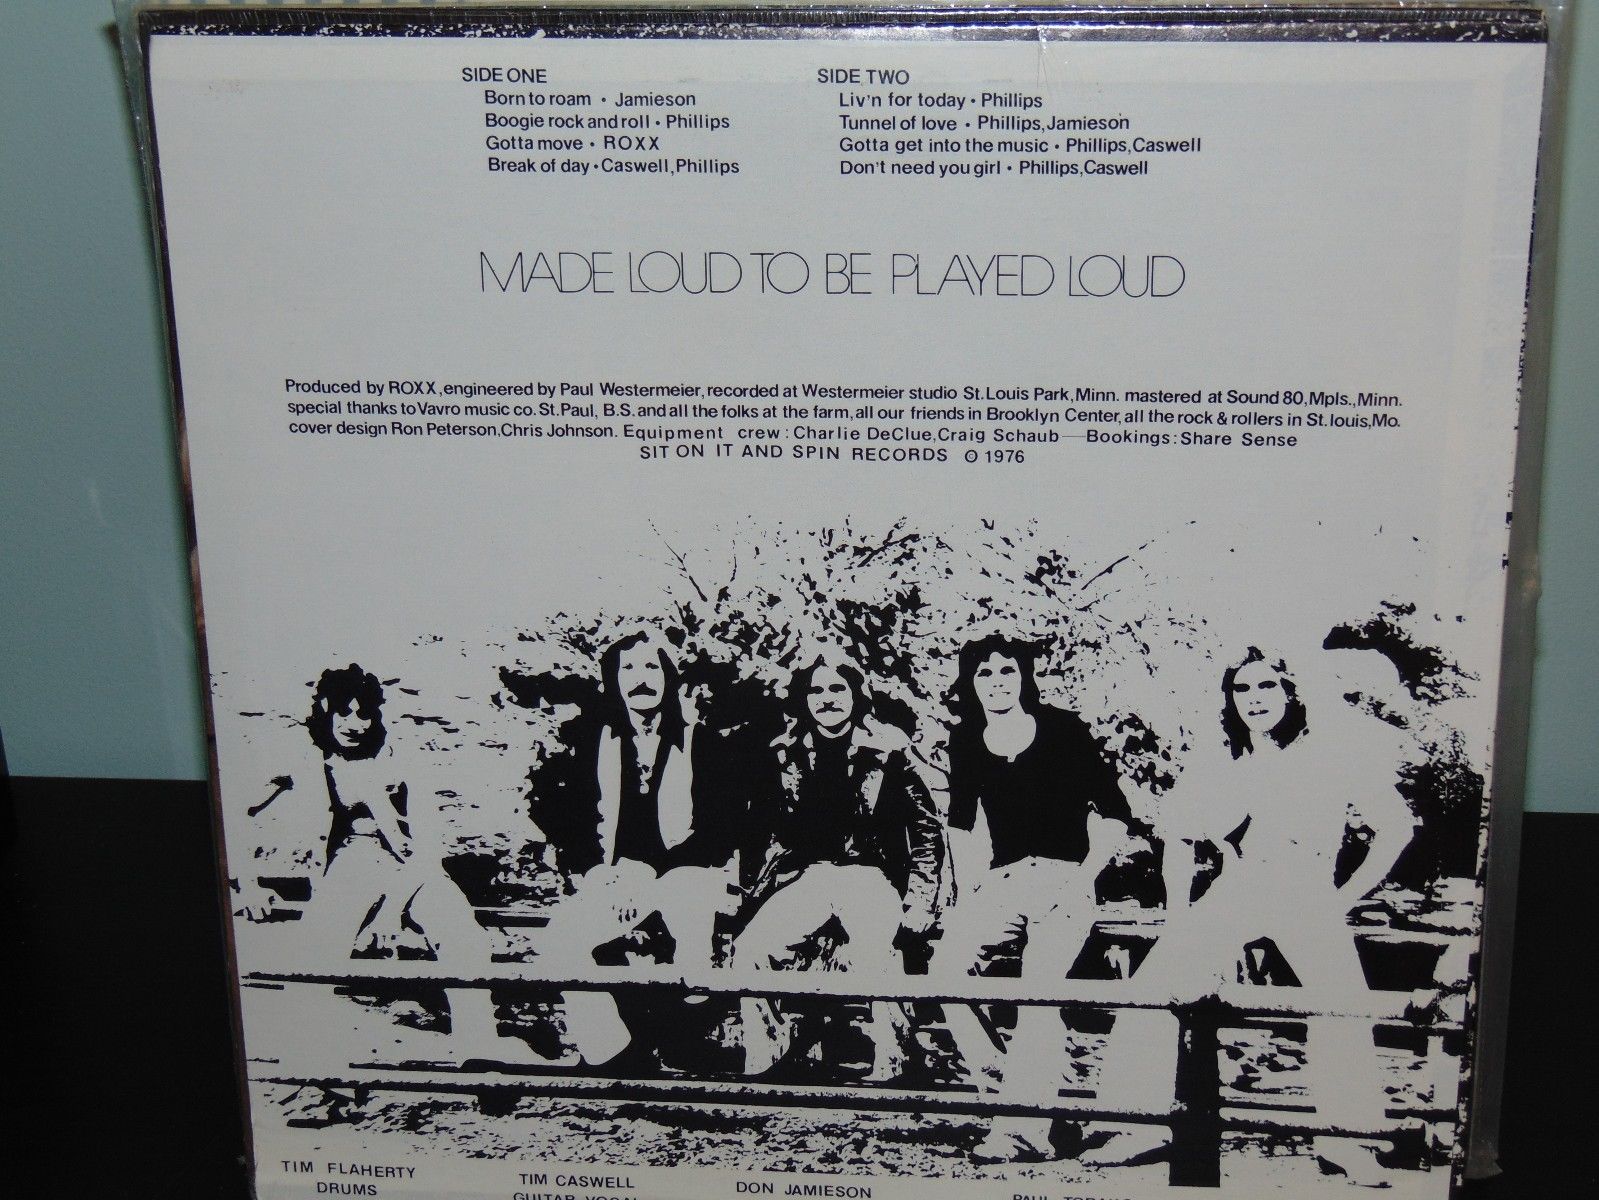 SIDE ONE
Born to roam • Jamieson
Boogie rock and roll • Phillips
Gotta move • ROXX
Break of day • Caswell, Phillips
SIDE TWO
Liv'n for today • Phillips
Tunnel of love • Phillips, Jamieson
Gotta get into the music • Phillips, Caswell
Don't need you girl • Phillips, Caswell
MADE LOUD TO BE PLAYED LOUD
Produced by ROXX, engineered by Paul Westermeier, recorded at Westermeier studio St. Louis Park, Minn. mastered at Sound 80, Mpls., Minn.
special thanks to Vavro music co. St. Paul, B.S. and all the folks at the farm, all our friends in Brooklyn Center, all the rock & rollers in St. louis, Mo.
cover design Ron Peterson, Chris Johnson. Equipment crew: Charlie DeClue, Craig Schaub — Bookings: Share Sense
SIT ON IT AND SPIN RECORDS © 1976
TIM FLAHERTY
DRUMS
TIM CASWELL
GUITAR VOCAL
DON JAMIESON
PAUL